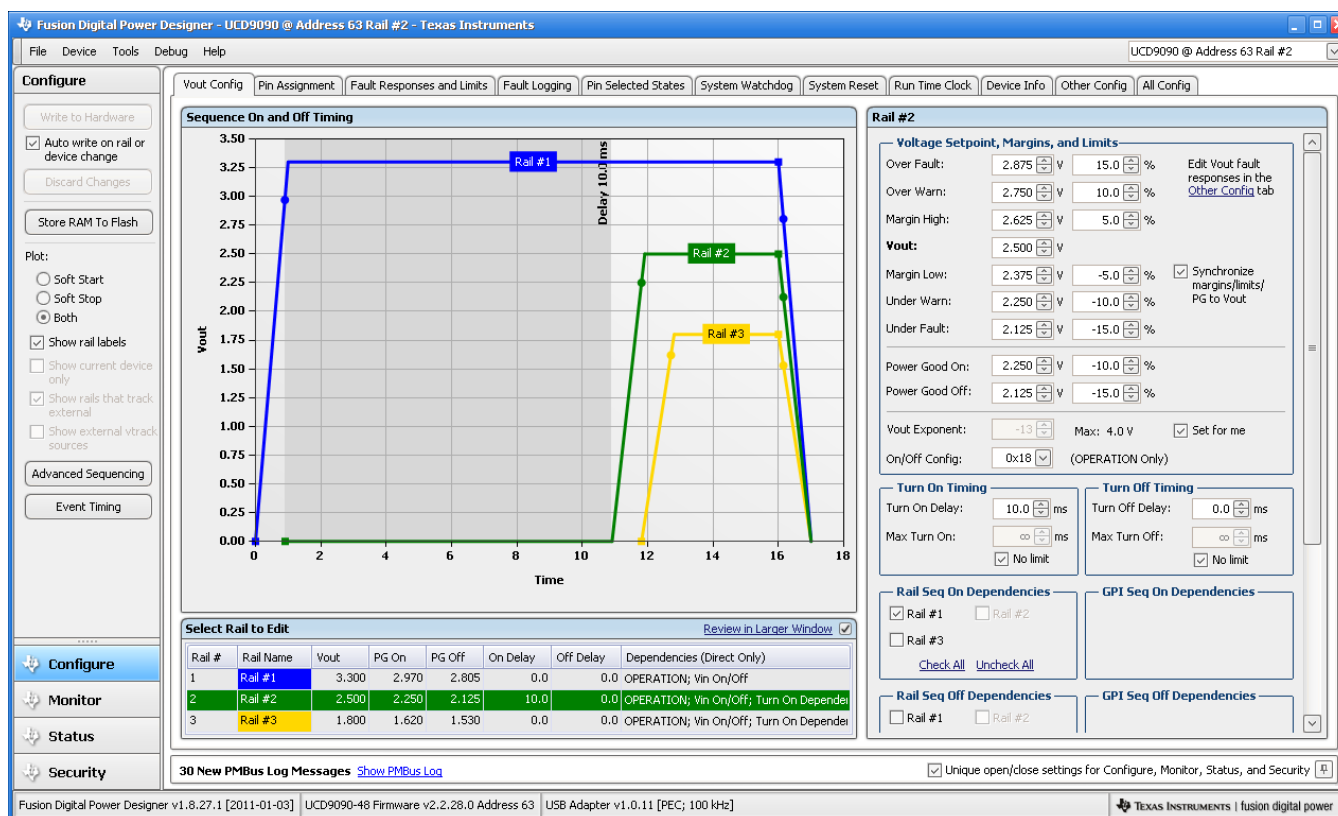 Fusion Digital Power Designer - UCD9090 @ Address 63 Rail #2 - Texas Instruments
File Device Tools Debug Help
UCD9090 @ Address 63 Rail #2
Configure
Write to Hardware
Auto write on rail or
device change
Discard Changes
Store RAM To Flash
Plot:
Soft Start
Soft Stop
Both
Show rail labels
Show current device
only
Show rails that track
external
Show external vtrack
sources
Advanced Sequencing
Event Timing
Configure
Monitor
Status
Security
Vout Config Pin Assignment Fault Responses and Limits Fault Logging Pin Selected States System Watchdog System Reset Run Time Clock Device Info Other Config All Config
Sequence On and Off Timing
3.50
3.25
3.00
2.75
2.50
2.25
2.00
1.75
1.50
1.25
1.00
0.75
0.50
0.25
0.00
Vout
Rail #1
Delay 10.0 ms
Rail #2
Rail #3
0 2 4 6 8 10 12 14 16 18
Time
Select Rail to Edit Review in Larger Window
Rail # Rail Name Vout PG On PG Off On Delay Off Delay Dependencies (Direct Only)
1 Rail #1 3.300 2.970 2.805 0.0 0.0 OPERATION; Vin On/Off
2 Rail #2 2.500 2.250 2.125 10.0 0.0 OPERATION; Vin On/Off; Turn On Depender
3 Rail #3 1.800 1.620 1.530 0.0 0.0 OPERATION; Vin On/Off; Turn On Depender
Rail #2
Voltage Setpoint, Margins, and Limits
Over Fault: 2.875 V 15.0 %
Over Warn: 2.750 V 10.0 %
Margin High: 2.625 V 5.0 %
Edit Vout fault
responses in the
Other Config tab
Vout: 2.500 V
Margin Low: 2.375 V -5.0 %
Under Warn: 2.250 V -10.0 %
Under Fault: 2.125 V -15.0 %
Synchronize
margins/limits/
PG to Vout
Power Good On: 2.250 V -10.0 %
Power Good Off: 2.125 V -15.0 %
Vout Exponent: -13 Max: 4.0 V Set for me
On/Off Config: 0x18 (OPERATION Only)
Turn On Timing
Turn On Delay: 10.0 ms
Max Turn On: ∞ ms
No limit
Turn Off Timing
Turn Off Delay: 0.0 ms
Max Turn Off: ∞ ms
No limit
Rail Seq On Dependencies
Rail #1 Rail #2
Rail #3
Check All Uncheck All
GPI Seq On Dependencies
Rail Seq Off Dependencies
Rail #1 Rail #2
GPI Seq Off Dependencies
30 New PMBus Log Messages Show PMBus Log
Unique open/close settings for Configure, Monitor, Status, and Security
Fusion Digital Power Designer v1.8.27.1 [2011-01-03] UCD9090-48 Firmware v2.2.28.0 Address 63 USB Adapter v1.0.11 [PEC; 100 kHz]
TEXAS INSTRUMENTS | fusion digital power